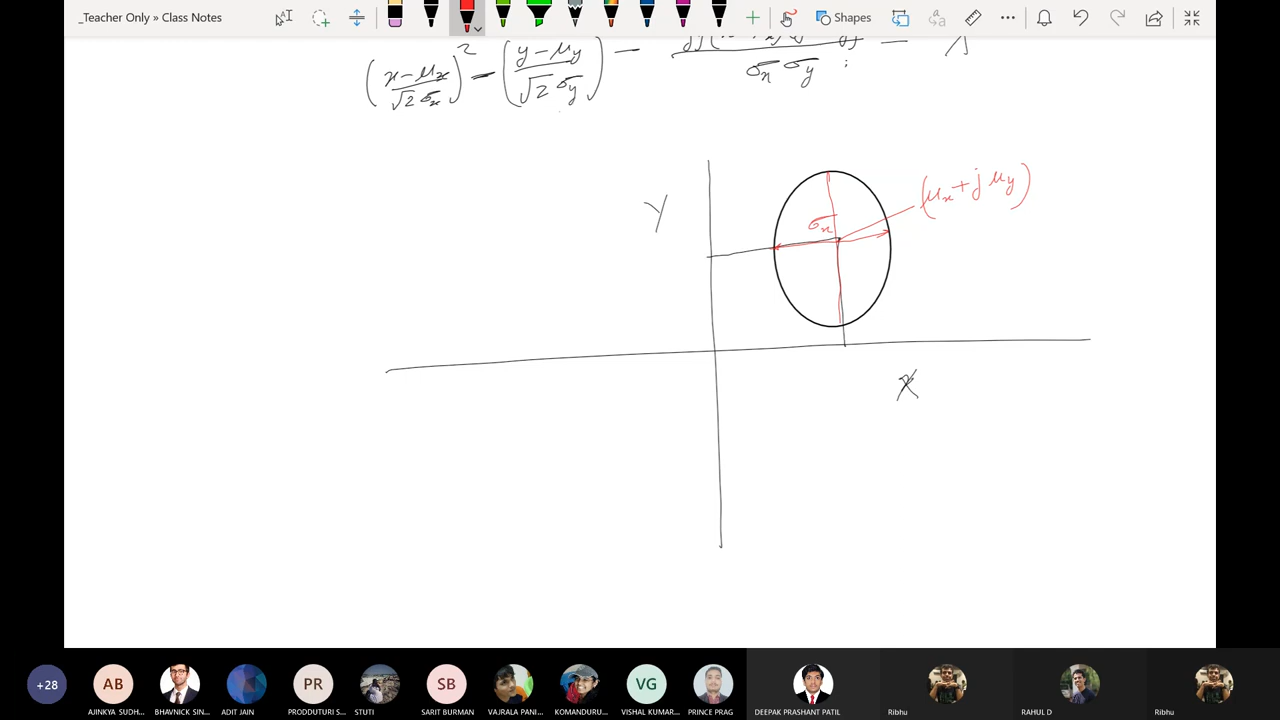 _Teacher Only » Class Notes
Shapes
(x-μx/√2 σx)² - (y-μy/√2 σy) - σx σy - λ
Y
σx
(μx + j μy)
X
+28
AB
PR
SB
VG
AJINKYA SUDH...
BHAVNICK SIN...
ADIT JAIN
PRODDUTURI S...
STUTI
SARIT BURMAN
VAJRALA PANI...
KOMANDURU...
VISHAL KUMAR...
PRINCE PRAG
DEEPAK PRASHANT PATIL
Ribhu
RAHUL D
Ribhu